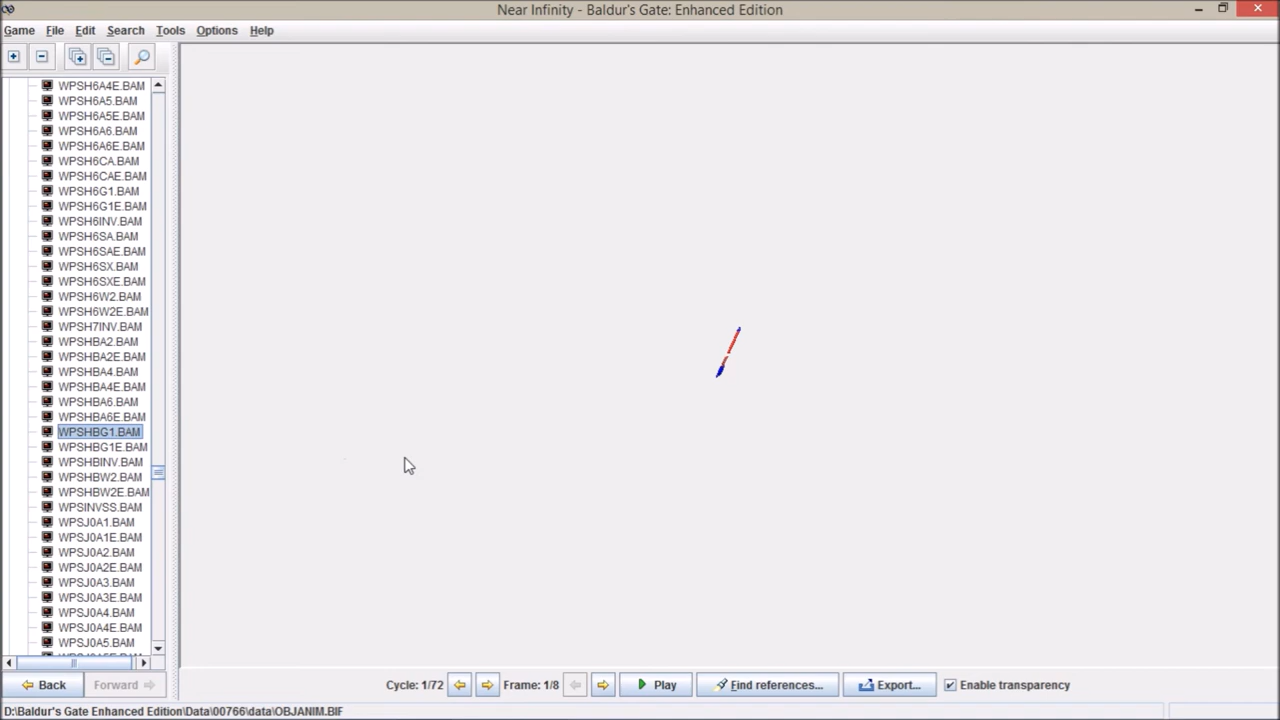 Near Infinity - Baldur's Gate: Enhanced Edition
Game File Edit Search Tools Options Help
WPSH6A4E.BAM
WPSH6A5.BAM
WPSH6A5E.BAM
WPSH6A6.BAM
WPSH6A6E.BAM
WPSH6CA.BAM
WPSH6CAE.BAM
WPSH6G1.BAM
WPSH6G1E.BAM
WPSH6INV.BAM
WPSH6SA.BAM
WPSH6SAE.BAM
WPSH6SX.BAM
WPSH6SXE.BAM
WPSH6W2.BAM
WPSH6W2E.BAM
WPSH7INV.BAM
WPSHBA2.BAM
WPSHBA2E.BAM
WPSHBA4.BAM
WPSHBA4E.BAM
WPSHBA6.BAM
WPSHBA6E.BAM
WPSHBG1.BAM
WPSHBG1E.BAM
WPSHBINV.BAM
WPSHBW2.BAM
WPSHBW2E.BAM
WPSINVSS.BAM
WPSJ0A1.BAM
WPSJ0A1E.BAM
WPSJ0A2.BAM
WPSJ0A2E.BAM
WPSJ0A3.BAM
WPSJ0A3E.BAM
WPSJ0A4.BAM
WPSJ0A4E.BAM
WPSJ0A5.BAM
Back Forward Cycle: 1/72 Frame: 1/8 Play Find references... Export... Enable transparency
D:\Baldur's Gate Enhanced Edition\Data\00766\data\OBJANIM.BIF